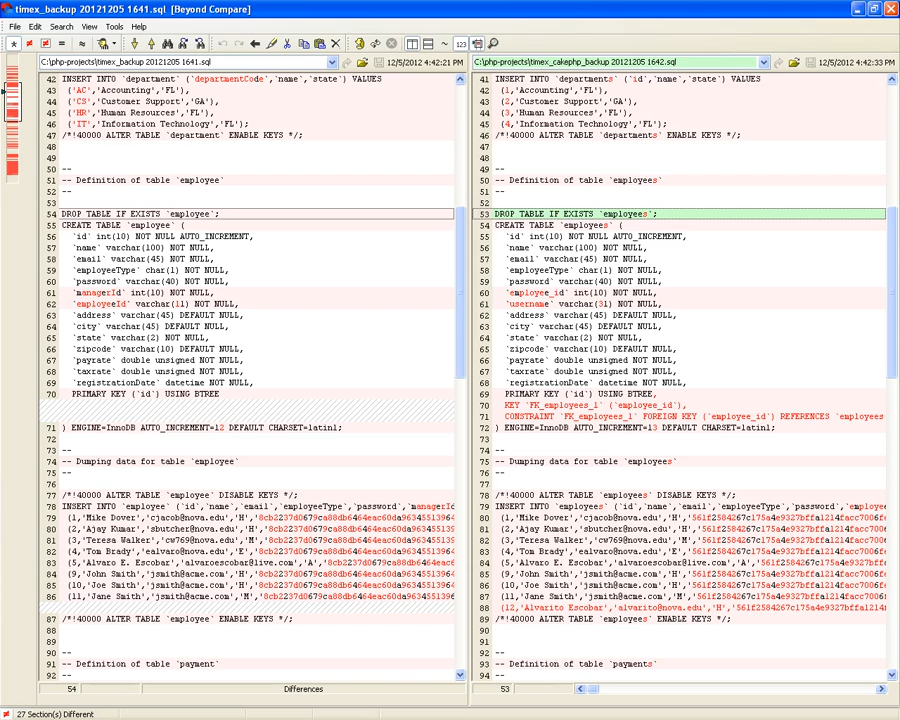 timex_backup 20121205 1641.sql [Beyond Compare]
File Edit Search View Tools Help
C:\php-projects\timex_backup 20121205 1641.sql 12/5/2012 4:42:21 PM
42 INSERT INTO `department` (`departmentCode`,`name`,`state`) VALUES
43 ('AC','Accounting','FL'),
44 ('CS','Customer Support','GA'),
45 ('HR','Human Resources','FL'),
46 ('IT','Information Technology','FL');
47 /*!40000 ALTER TABLE `department` ENABLE KEYS */;
48
49
50 --
51 -- Definition of table `employee`
52 --
53
54 DROP TABLE IF EXISTS `employee`;
55 CREATE TABLE `employee` (
56 `id` int(10) NOT NULL AUTO_INCREMENT,
57 `name` varchar(100) NOT NULL,
58 `email` varchar(45) NOT NULL,
59 `employeeType` char(1) NOT NULL,
60 `password` varchar(40) NOT NULL,
61 `managerId` int(10) NOT NULL,
62 `employeeId` varchar(11) NOT NULL,
63 `address` varchar(45) DEFAULT NULL,
64 `city` varchar(45) DEFAULT NULL,
65 `state` varchar(2) NOT NULL,
66 `zipcode` varchar(10) DEFAULT NULL,
67 `payrate` double unsigned NOT NULL,
68 `taxrate` double unsigned NOT NULL,
69 `registrationDate` datetime NOT NULL,
70 PRIMARY KEY (`id`) USING BTREE
71 ) ENGINE=InnoDB AUTO_INCREMENT=12 DEFAULT CHARSET=latin1;
72
73 --
74 -- Dumping data for table `employee`
75 --
76
77 /*!40000 ALTER TABLE `employee` DISABLE KEYS */;
78 INSERT INTO `employee` (`id`,`name`,`email`,`employeeType`,`password`,`managerId
79 (1,'Mike Dover','cjacob@nova.edu','H','8cb2237d0679ca88db6464eac60da9634551396
80 (2,'Ajay Kumar','sbutcher@nova.edu','M','8cb2237d0679ca88db6464eac60da96345513
81 (3,'Teresa Walker','cw769@nova.edu','M','8cb2237d0679ca88db6464eac60da96345513
82 (4,'Tom Brady','ealvaro@nova.edu','E','8cb2237d0679ca88db6464eac60da9634551396
83 (5,'Alvaro E. Escobar','alvaroescobar@live.com','A','8cb2237d0679ca88db6464eac
84 (9,'John Smith','jsmith@acme.com','H','8cb2237d0679ca88db6464eac60da9634551396
85 (10,'Joe Smith','jsmith@acme.com','H','8cb2237d0679ca88db6464eac60da9634551396
86 (11,'Jane Smith','jsmith@acme.com','M','8cb2237d0679ca88db6464eac60da963455139
87 /*!40000 ALTER TABLE `employee` ENABLE KEYS */;
88
89
90 --
91 -- Definition of table `payment`
92 --
C:\php-projects\timex_cakephp_backup 20121205 1642.sql 12/5/2012 4:42:33 PM
41 INSERT INTO `departments` (`id`,`name`,`state`) VALUES
42 (1,'Accounting','FL'),
43 (2,'Customer Support','GA'),
44 (3,'Human Resources','FL'),
45 (4,'Information Technology','FL');
46 /*!40000 ALTER TABLE `departments` ENABLE KEYS */;
47
48
49 --
50 -- Definition of table `employees`
51 --
52
53 DROP TABLE IF EXISTS `employees`;
54 CREATE TABLE `employees` (
55 `id` int(10) NOT NULL AUTO_INCREMENT,
56 `name` varchar(100) NOT NULL,
57 `email` varchar(45) NOT NULL,
58 `employeeType` char(1) NOT NULL,
59 `password` varchar(40) NOT NULL,
60 `employee_id` int(10) NOT NULL,
61 `username` varchar(31) NOT NULL,
62 `address` varchar(45) DEFAULT NULL,
63 `city` varchar(45) DEFAULT NULL,
64 `state` varchar(2) NOT NULL,
65 `zipcode` varchar(10) DEFAULT NULL,
66 `payrate` double unsigned NOT NULL,
67 `taxrate` double unsigned NOT NULL,
68 `registrationDate` datetime NOT NULL,
69 PRIMARY KEY (`id`) USING BTREE,
70 KEY `FK_employees_1` (`employee_id`),
71 CONSTRAINT `FK_employees_1` FOREIGN KEY (`employee_id`) REFERENCES `employees
72 ) ENGINE=InnoDB AUTO_INCREMENT=13 DEFAULT CHARSET=latin1;
73
74 --
75 -- Dumping data for table `employees`
76 --
77
78 /*!40000 ALTER TABLE `employees` DISABLE KEYS */;
79 INSERT INTO `employees` (`id`,`name`,`email`,`employeeType`,`password`,`employee
80 (1,'Mike Dover','cjacob@nova.edu','H','561f2584267c175a4e9327bffa1214facc7006f
81 (2,'Ajay Kumar','sbutcher@nova.edu','M','561f2584267c175a4e9327bffa1214facc700
82 (3,'Teresa Walker','cw769@nova.edu','M','561f2584267c175a4e9327bffa1214facc700
83 (4,'Tom Brady','ealvaro@nova.edu','E','561f2584267c175a4e9327bffa1214facc7006f
84 (5,'Alvaro E. Escobar','alvaroescobar@live.com','A','561f2584267c175a4e9327bff
85 (9,'John Smith','jsmith@acme.com','H','561f2584267c175a4e9327bffa1214facc7006f
86 (10,'Joe Smith','jsmith@acme.com','H','561f2584267c175a4e9327bffa1214facc7006f
87 (11,'Jane Smith','jsmith@acme.com','M','561f2584267c175a4e9327bffa1214facc7006
88 (12,'Alvarito Escobar','alvarito@nova.edu','H','561f2584267c175a4e9327bffa1214f
89 /*!40000 ALTER TABLE `employees` ENABLE KEYS */;
90
91
92 --
93 -- Definition of table `payments`
94 --
54 Differences 53
27 Section(s) Different